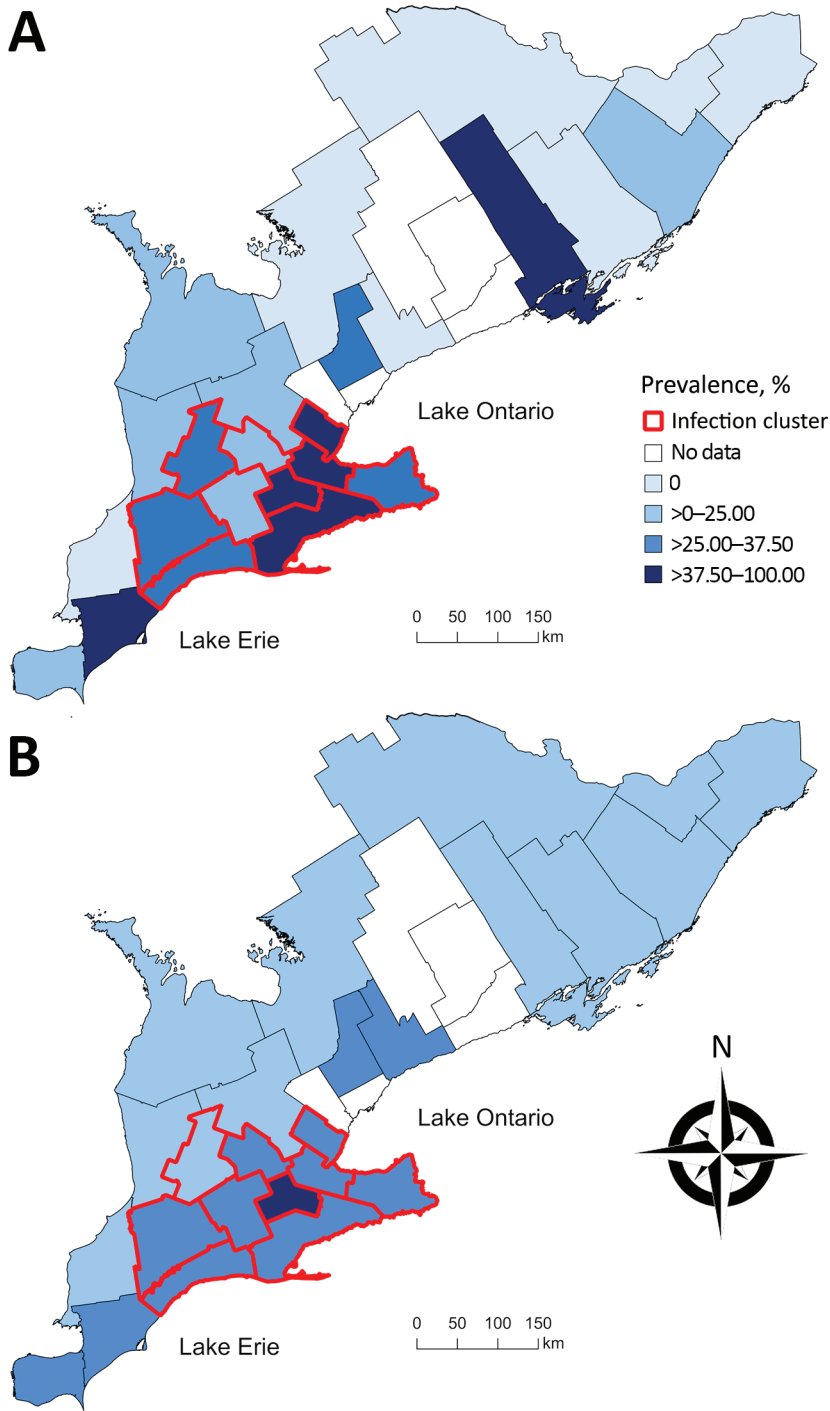 A
Lake Ontario
Prevalence, %
Infection cluster
No data
0
>0–25.00
>25.00–37.50
>37.50–100.00
0 50 100 150
km
Lake Erie
B
N
Lake Ontario
0 50 100 150
km
Lake Erie